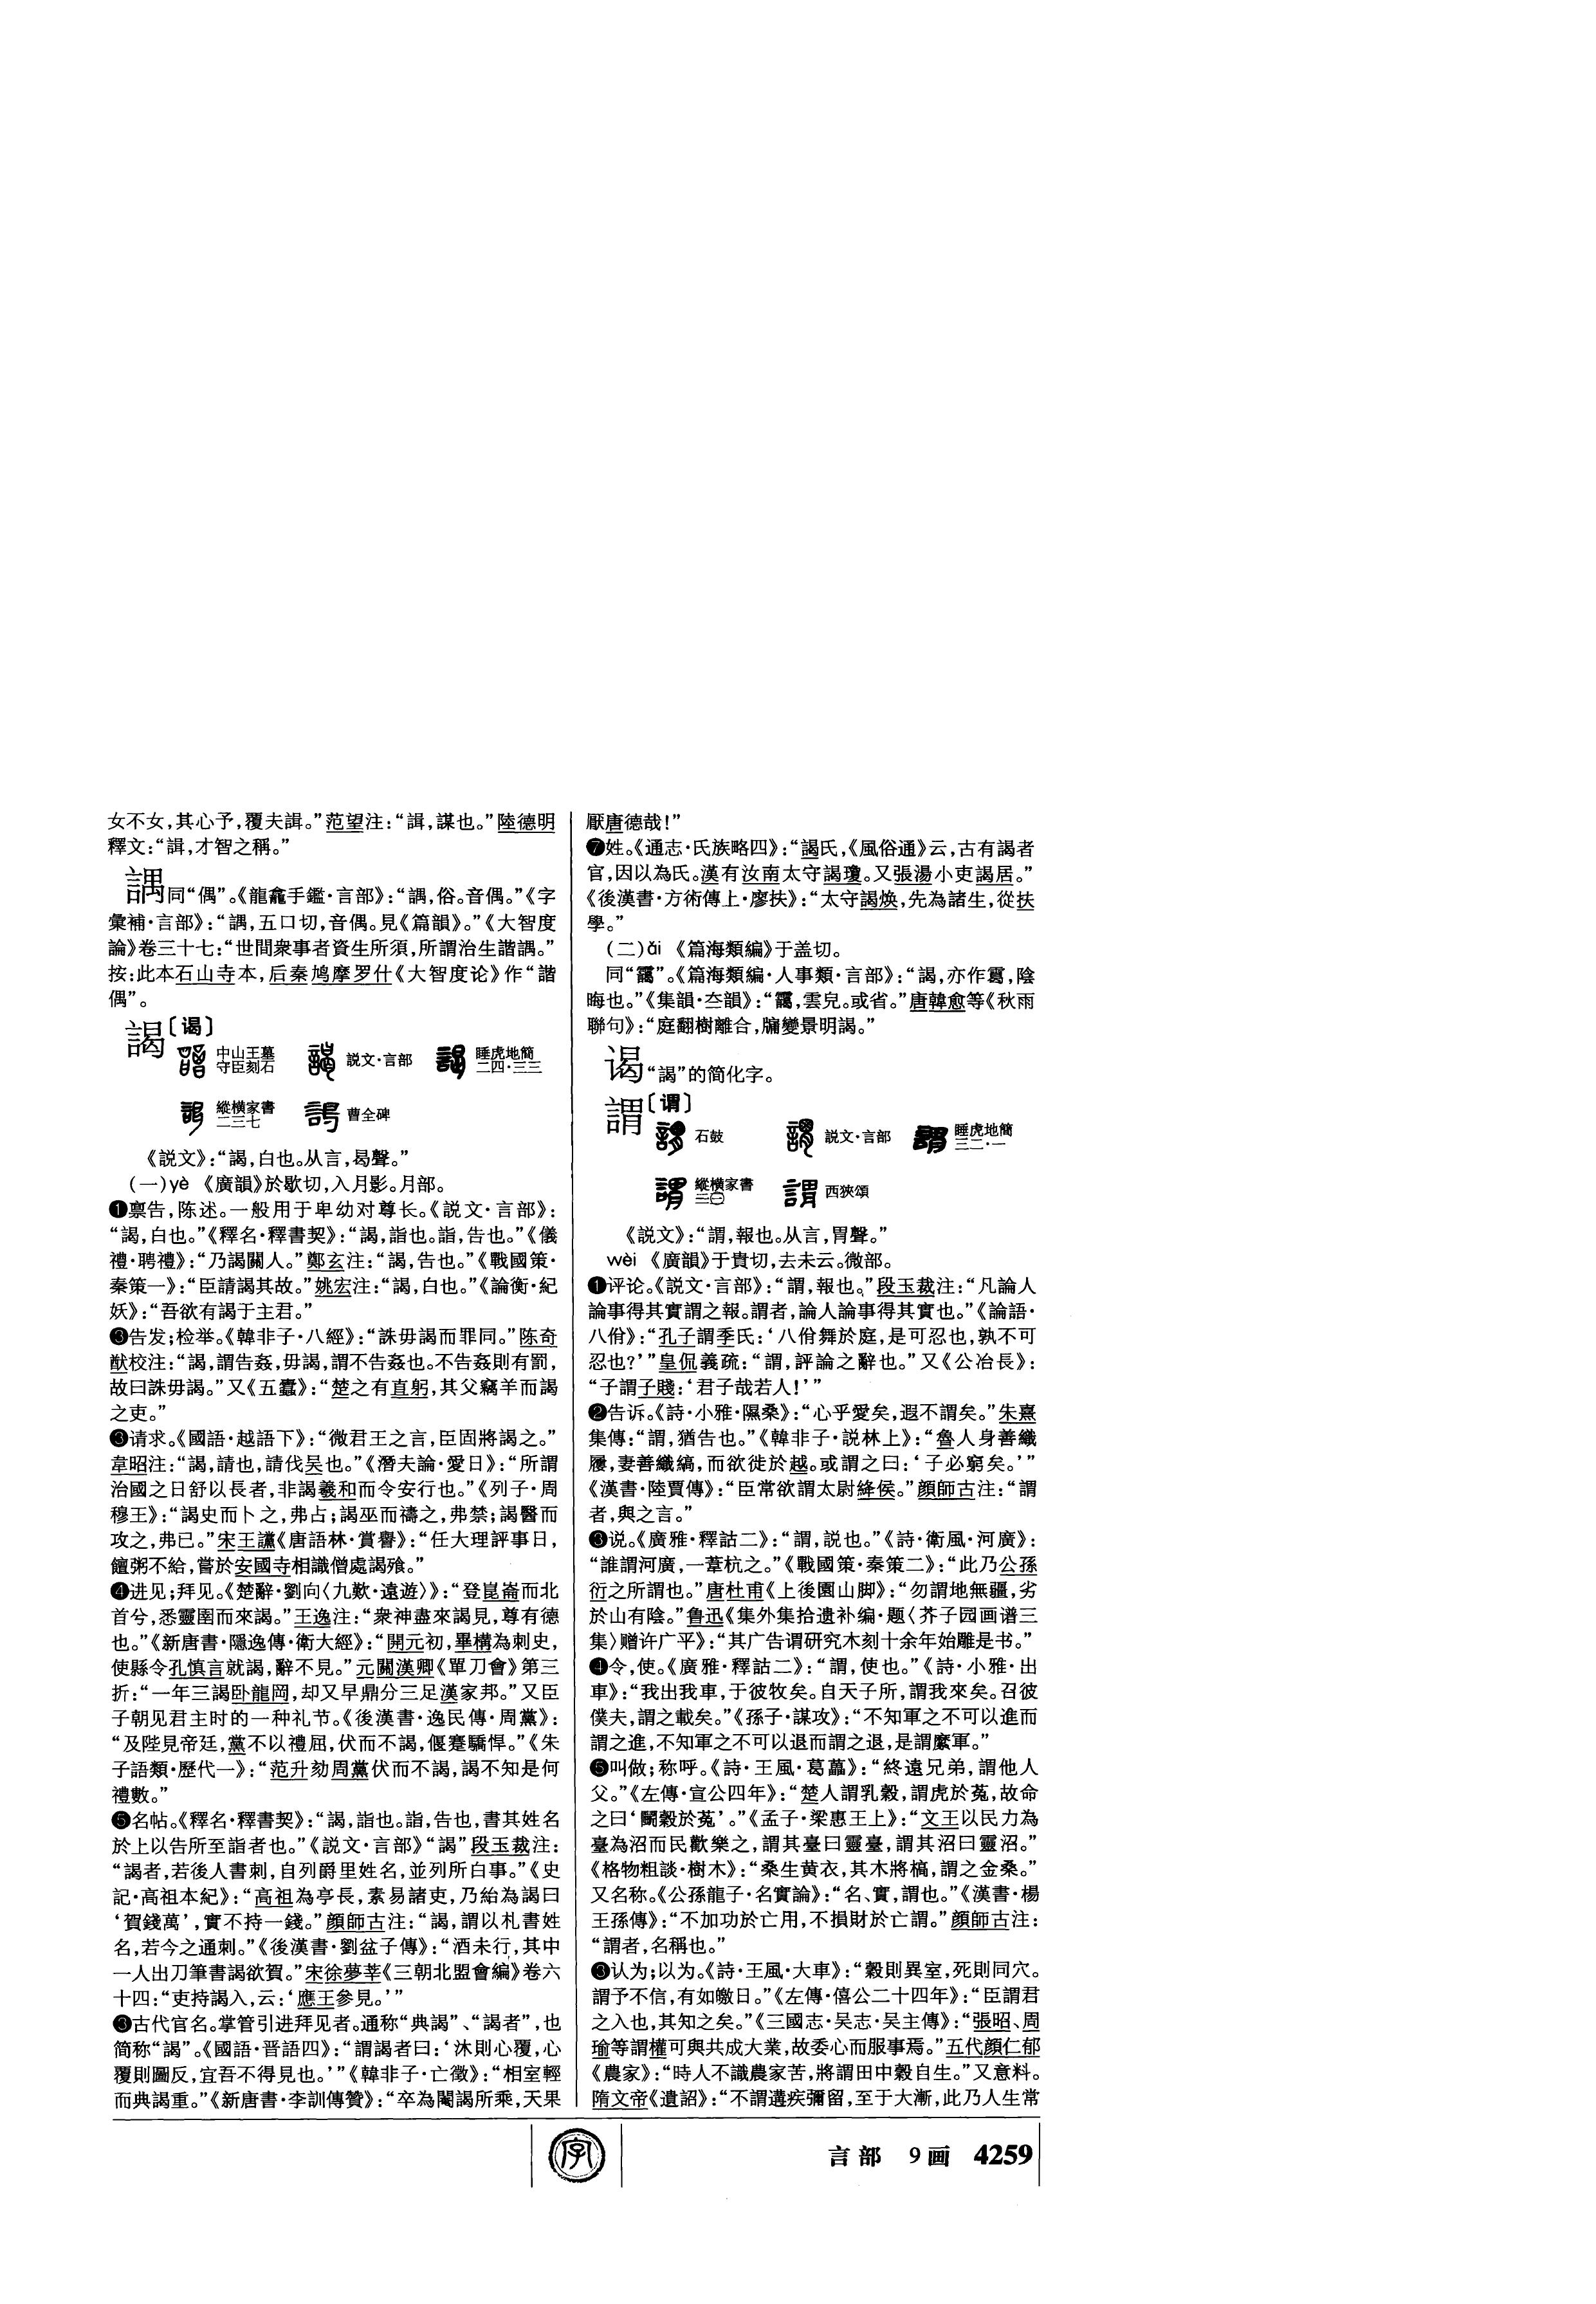 女不女，其心予，覆夫諿。”范望注：“諿，謀也。”陸德明
釋文：“諿，才智之稱。”
諣同“偶”。《龍龕手鑑·言部》：“諣，俗。音偶。”《字
彙補·言部》：“諣，五口切，音偶。見《篇韻》。”《大智度
論》卷三十七：“世間衆事者資生所須，所謂治生諧諣。”
按：此本石山寺本，后秦鸠摩罗什《大智度论》作“諧
偶”。
謁〔谒〕
中山王墓
守臣刻石
説文·言部
睡虎地簡
二四·三三
縱横家書
二三七
曹全碑
《説文》：“謁，白也。从言，曷聲。”
（一）yè 《廣韻》於歇切，入月影。月部。
❶禀告，陈述。一般用于卑幼对尊长。《説文·言部》：
“謁，白也。”《釋名·釋書契》：“謁，詣也。詣，告也。”《儀
禮·聘禮》：“乃謁關人。”鄭玄注：“謁，告也。”《戰國策·
秦策一》：“臣請謁其故。”姚宏注：“謁，白也。”《論衡·紀
妖》：“吾欲有謁于主君。”
❸告发；检举。《韓非子·八經》：“誅毋謁而罪同。”陈奇
猷校注：“謁，謂告姦，毋謁，謂不告姦也。不告姦則有罰，
故曰誅毋謁。”又《五蠹》：“楚之有直躬，其父竊羊而謁
之吏。”
❸请求。《國語·越語下》：“微君王之言，臣固將謁之。”
韋昭注：“謁，請也，請伐吴也。”《潛夫論·愛日》：“所謂
治國之日舒以長者，非謁羲和而令安行也。”《列子·周
穆王》：“謁史而卜之，弗占；謁巫而禱之，弗禁；謁醫而
攻之，弗已。”宋王讜《唐語林·賞譽》：“任大理評事日，
饘粥不給，嘗於安國寺相識僧處謁飱。”
❹进见；拜见。《楚辭·劉向〈九歎·遠遊〉》：“登崑崙而北
首兮，悉靈圉而來謁。”王逸注：“衆神盡來謁見，尊有德
也。”《新唐書·隱逸傳·衛大經》：“開元初，畢構為刺史，
使縣令孔慎言就謁，辭不見。”元關漢卿《單刀會》第三
折：“一年三謁卧龍岡，却又早鼎分三足漢家邦。”又臣
子朝见君主时的一种礼节。《後漢書·逸民傳·周黨》：
“及陛見帝廷，黨不以禮屈，伏而不謁，偃蹇驕悍。”《朱
子語類·歷代一》：“范升劾周黨伏而不謁，謁不知是何
禮數。”
❺名帖。《釋名·釋書契》：“謁，詣也。詣，告也，書其姓名
於上以告所至詣者也。”《説文·言部》“謁”段玉裁注：
“謁者，若後人書刺，自列爵里姓名，並列所白事。”《史
記·高祖本紀》：“高祖為亭長，素易諸吏，乃紿為謁曰
‘賀錢萬’，實不持一錢。”顔師古注：“謁，謂以札書姓
名，若今之通刺。”《後漢書·劉盆子傳》：“酒未行，其中
一人出刀筆書謁欲賀。”宋徐夢莘《三朝北盟會編》卷六
十四：“吏持謁入，云：‘應王參見。’”
❸古代官名。掌管引进拜见者。通称“典謁”、“謁者”，也
简称“謁”。《國語·晋語四》：“謂謁者曰：‘沐則心覆，心
覆則圖反，宜吾不得見也。’”《韓非子·亡徵》：“相室輕
而典謁重。”《新唐書·李訓傳贊》：“卒為閹謁所乘，天果
厭唐德哉！”
❼姓。《通志·氏族略四》：“謁氏，《風俗通》云，古有謁者
官，因以為氏。漢有汝南太守謁瓊。又張湯小吏謁居。”
《後漢書·方術傳上·廖扶》：“太守謁焕，先為諸生，從扶
學。”
（二）ǎi 《篇海類編》于盖切。
同“靄”。《篇海類編·人事類·言部》：“謁，亦作㬤，陰
晦也。”《集韻·夳韻》：“靄，雲皃。或省。”唐韓愈等《秋雨
聯句》：“庭翻樹離合，牖變景明謁。”
谒“謁”的简化字。
謂〔谓〕
石鼓
説文·言部
睡虎地簡
三二·一
縱横家書
三〇
西狹頌
《説文》：“謂，報也。从言，胃聲。”
wèi 《廣韻》于貴切，去未云。微部。
❶评论。《説文·言部》：“謂，報也。”段玉裁注：“凡論人
論事得其實謂之報。謂者，論人論事得其實也。”《論語·
八佾》：“孔子謂季氏：‘八佾舞於庭，是可忍也，孰不可
忍也？’”皇侃義疏：“謂，評論之辭也。”又《公冶長》：
“子謂子賤：‘君子哉若人！’”
❷告诉。《詩·小雅·隰桑》：“心乎愛矣，遐不謂矣。”朱熹
集傳：“謂，猶告也。”《韓非子·説林上》：“魯人身善織
屨，妻善織縞，而欲徙於越。或謂之曰：‘子必窮矣。’”
《漢書·陸賈傳》：“臣常欲謂太尉絳侯。”顔師古注：“謂
者，與之言。”
❸说。《廣雅·釋詁二》：“謂，説也。”《詩·衛風·河廣》：
“誰謂河廣，一葦杭之。”《戰國策·秦策二》：“此乃公孫
衍之所謂也。”唐杜甫《上後園山脚》：“勿謂地無疆，劣
於山有陰。”鲁迅《集外集拾遗补编·题〈芥子园画谱三
集〉赠许广平》：“其广告谓研究木刻十余年始雕是书。”
❹令，使。《廣雅·釋詁二》：“謂，使也。”《詩·小雅·出
車》：“我出我車，于彼牧矣。自天子所，謂我來矣。召彼
僕夫，謂之載矣。”《孫子·謀攻》：“不知軍之不可以進而
謂之進，不知軍之不可以退而謂之退，是謂縻軍。”
❺叫做；称呼。《詩·王風·葛藟》：“終遠兄弟，謂他人
父。”《左傳·宣公四年》：“楚人謂乳榖，謂虎於菟，故命
之曰‘鬭榖於菟’。”《孟子·梁惠王上》：“文王以民力為
臺為沼而民歡樂之，謂其臺曰靈臺，謂其沼曰靈沼。”
《格物粗談·樹木》：“桑生黄衣，其木將槁，謂之金桑。”
又名称。《公孫龍子·名實論》：“名、實，謂也。”《漢書·楊
王孫傳》：“不加功於亡用，不損財於亡謂。”顔師古注：
“謂者，名稱也。”
❸认为；以为。《詩·王風·大車》：“穀則異室，死則同穴。
謂予不信，有如皦日。”《左傳·僖公二十四年》：“臣謂君
之入也，其知之矣。”《三國志·吴志·吴主傳》：“張昭、周
瑜等謂權可與共成大業，故委心而服事焉。”五代顔仁郁
《農家》：“時人不識農家苦，將謂田中穀自生。”又意料。
隋文帝《遺詔》：“不謂遘疾彌留，至于大漸，此乃人生常
字
言部 9画 4259